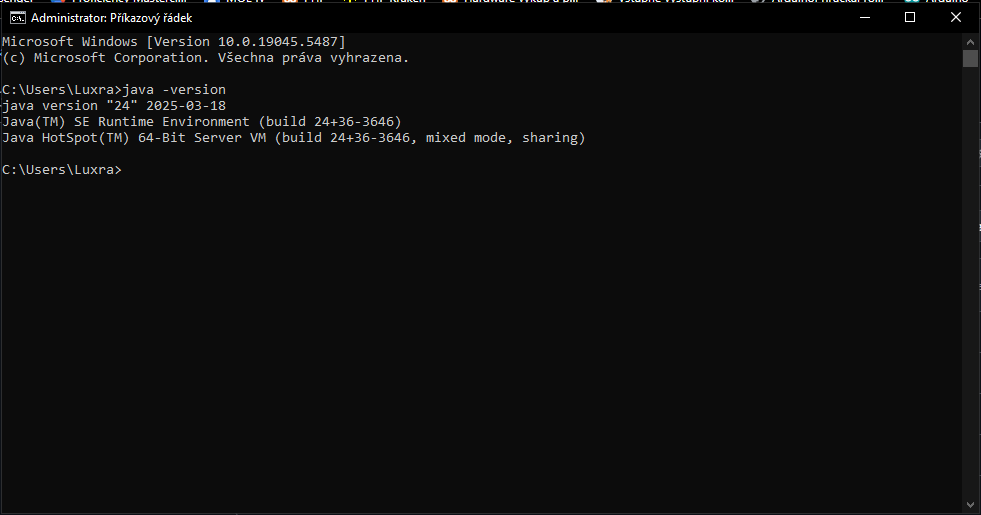 Administrator: Příkazový řádek
Microsoft Windows [Version 10.0.19045.5487]
(c) Microsoft Corporation. Všechna práva vyhrazena.
C:\Users\Luxra>java -version
java version "24" 2025-03-18
Java(TM) SE Runtime Environment (build 24+36-3646)
Java HotSpot(TM) 64-Bit Server VM (build 24+36-3646, mixed mode, sharing)
C:\Users\Luxra>